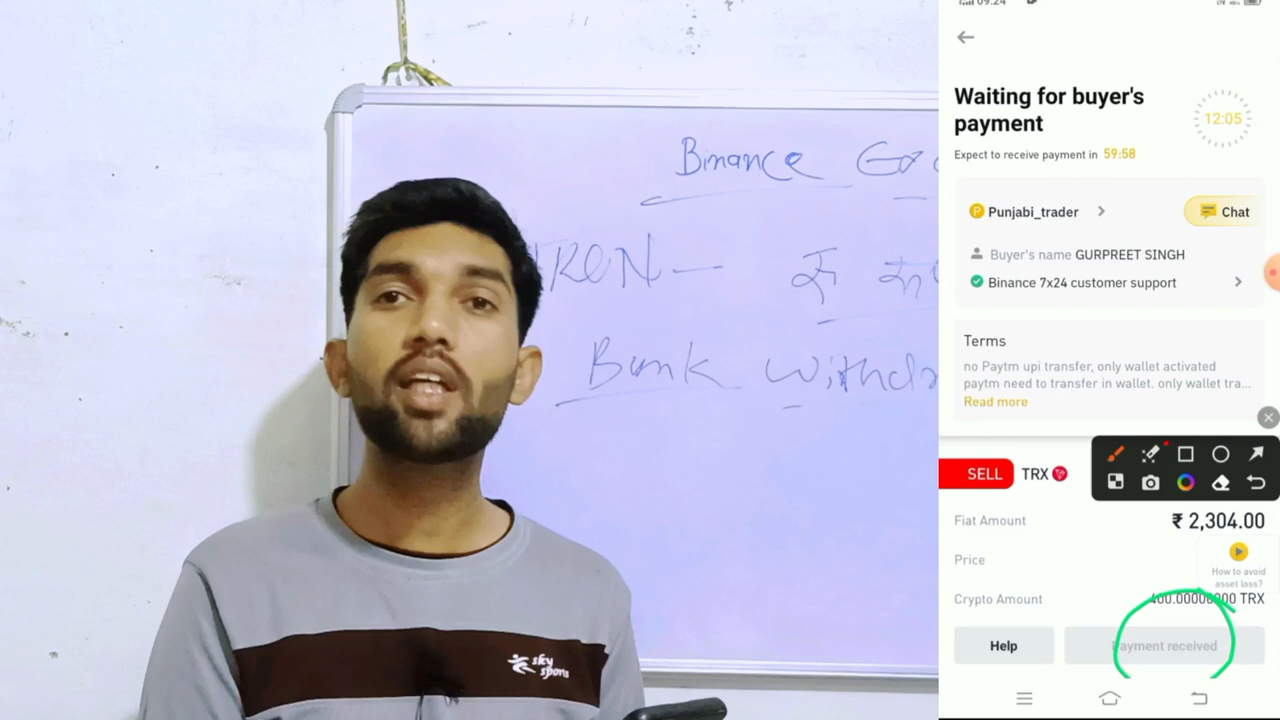 Binance
TRON—
Bank Withdr
sky
sports
09:24
Waiting for buyer's
payment
12:05
Expect to receive payment in 59:58
P Punjabi_trader
Chat
Buyer's name GURPREET SINGH
Binance 7x24 customer support
Terms
no Paytm upi transfer, only wallet activated
paytm need to transfer in wallet. only wallet tra...
Read more
SELL TRX
Fiat Amount ₹ 2,304.00
Price
How to avoid
asset loss?
Crypto Amount 400.00000000 TRX
Help
Payment received